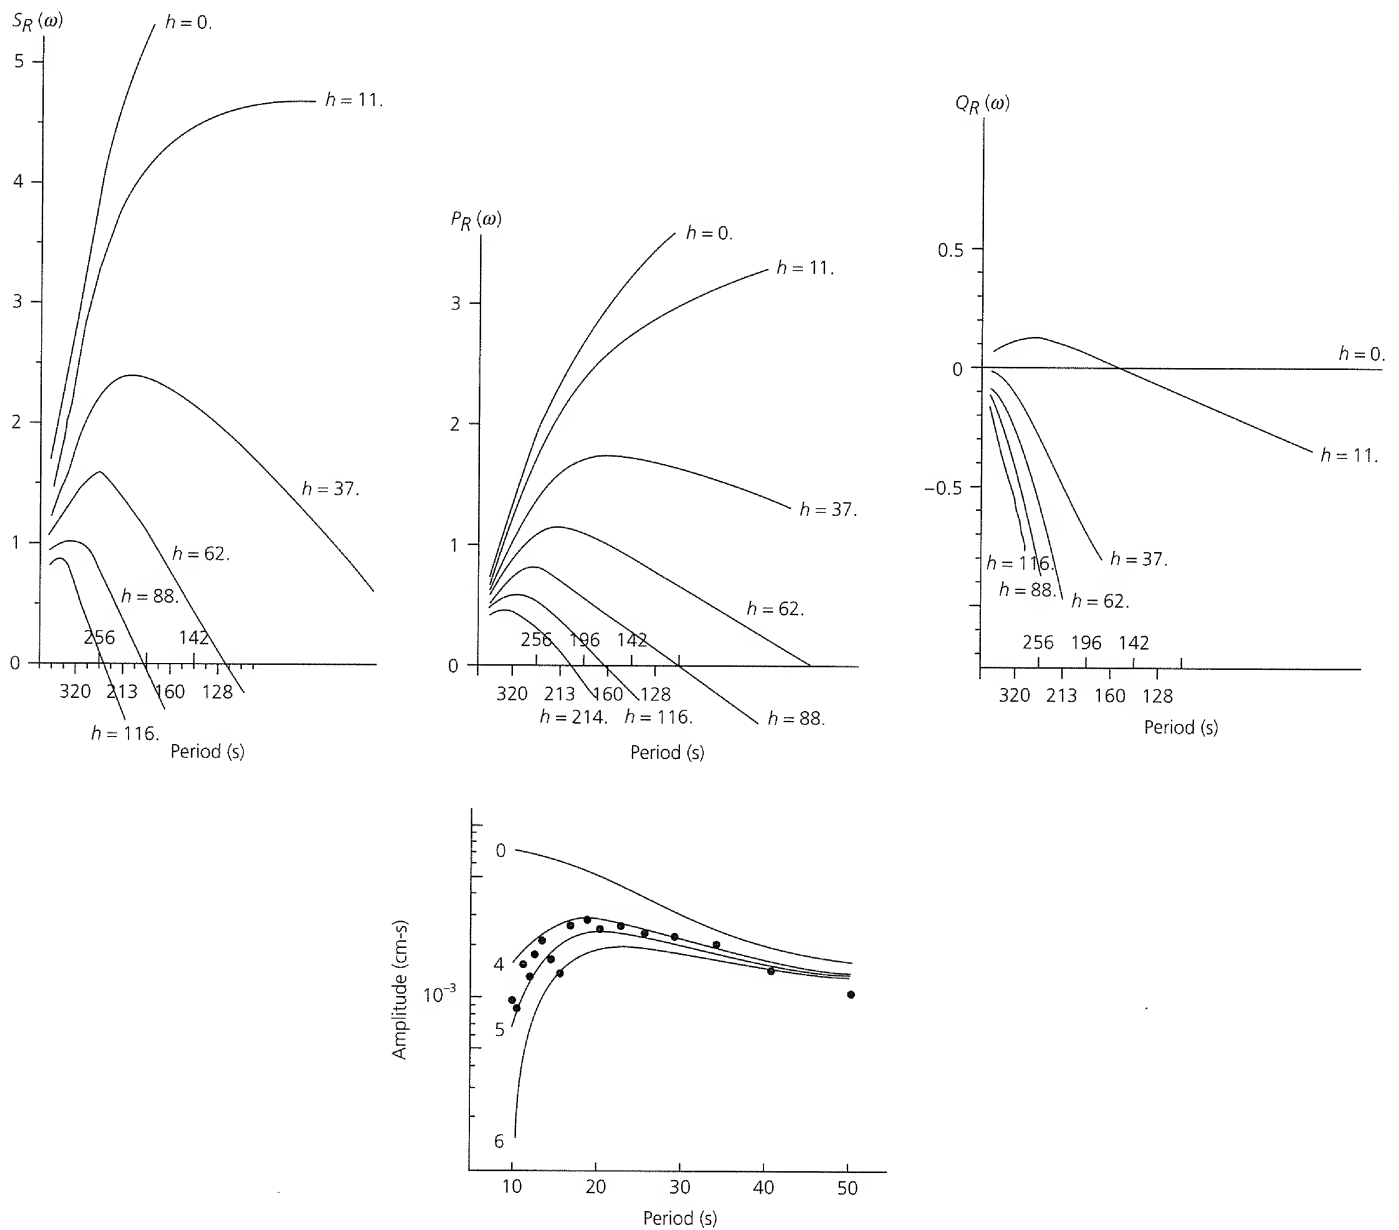 S_R (ω)
5
4
3
2
1
0
h = 0.
h = 11.
h = 37.
h = 62.
h = 88.
256
142
320
213
160
128
h = 116.
Period (s)
P_R (ω)
3
2
1
0
h = 0.
h = 11.
h = 37.
h = 62.
256
196
142
320
213
160
128
h = 214.
h = 116.
h = 88.
Period (s)
Q_R (ω)
0.5
0
−0.5
h = 0.
h = 11.
h = 116.
h = 37.
h = 88.
h = 62.
256
196
142
320
213
160
128
Period (s)
Amplitude (cm-s)
10⁻³
0
4
5
6
10
20
30
40
50
Period (s)